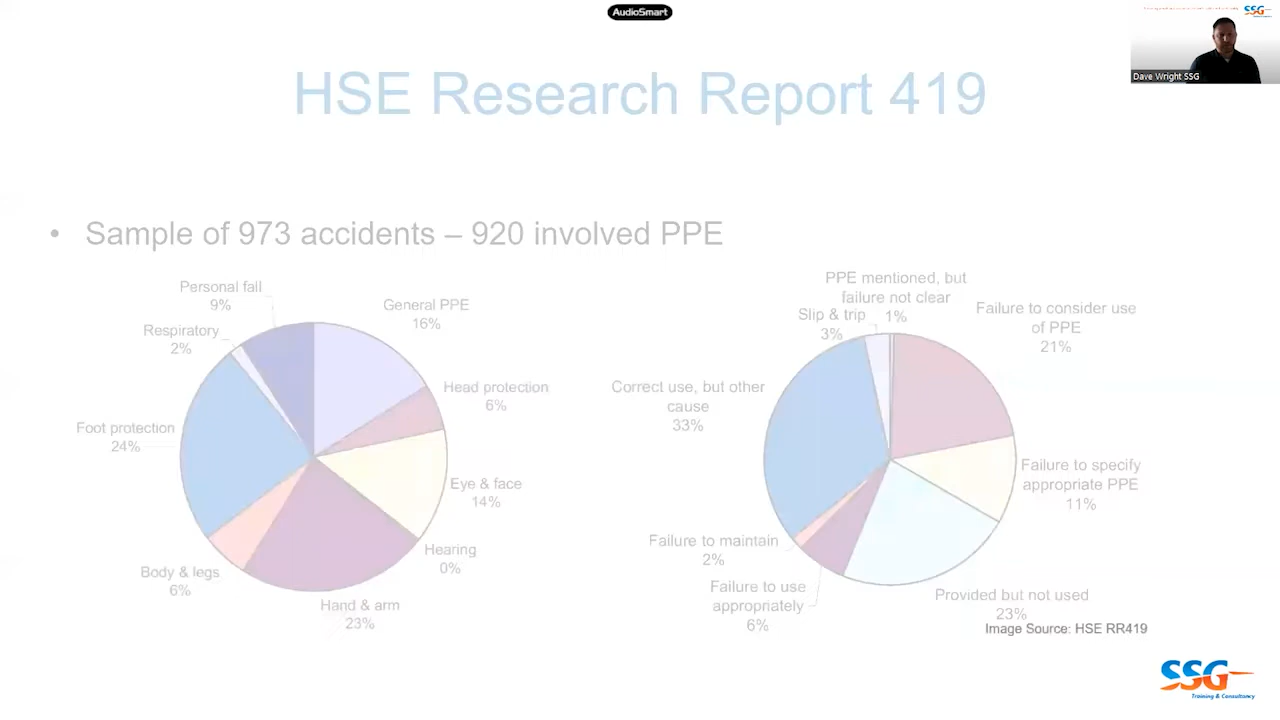 AudioSmart
SSG
Dave Wright SSG
HSE Research Report 419
• Sample of 973 accidents – 920 involved PPE
Personal fall
9%
General PPE
16%
Respiratory
2%
Head protection
6%
Foot protection
24%
Eye & face
14%
Hearing
0%
Body & legs
6%
Hand & arm
23%
PPE mentioned, but
failure not clear
1%
Slip & trip
3%
Failure to consider use
of PPE
21%
Correct use, but other
cause
33%
Failure to specify
appropriate PPE
11%
Failure to maintain
2%
Failure to use
appropriately
6%
Provided but not used
23%
Image Source: HSE RR419
SSG
Training & Consultancy